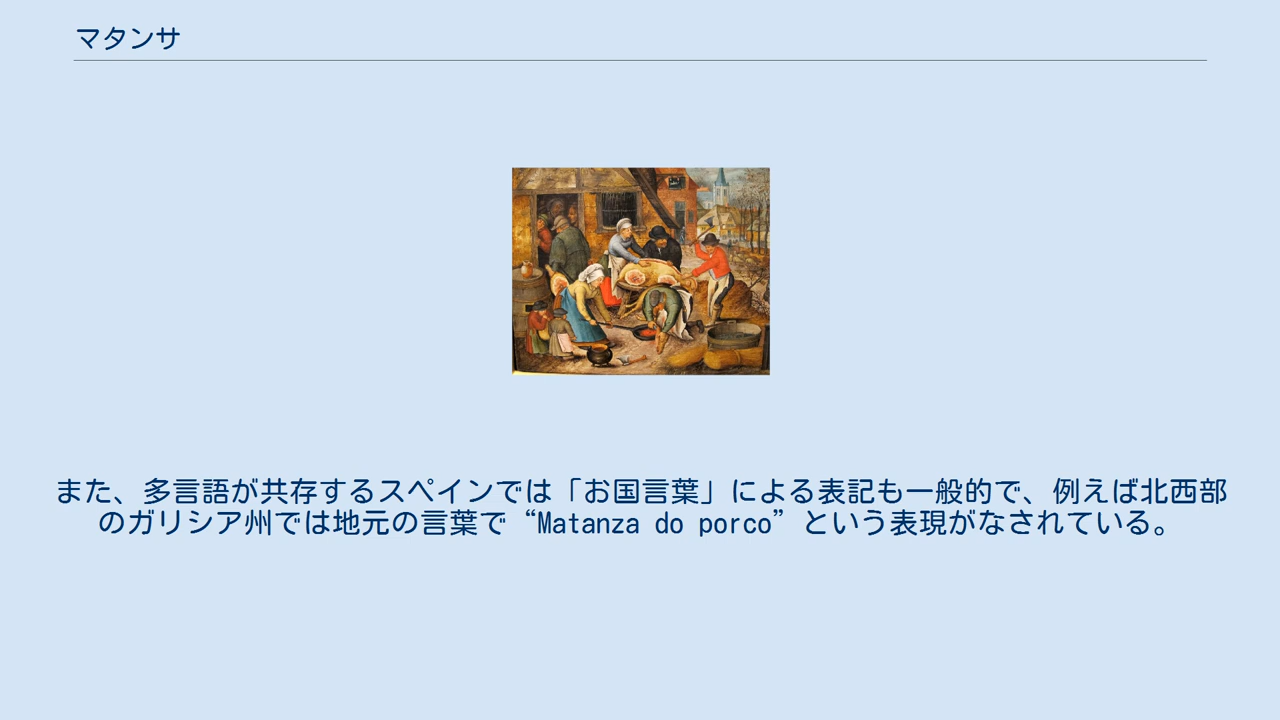 マタンサ
また、多言語が共存するスペインでは「お国言葉」による表記も一般的で、例えば北西部
のガリシア州では地元の言葉で“Matanza do porco”という表現がなされている。